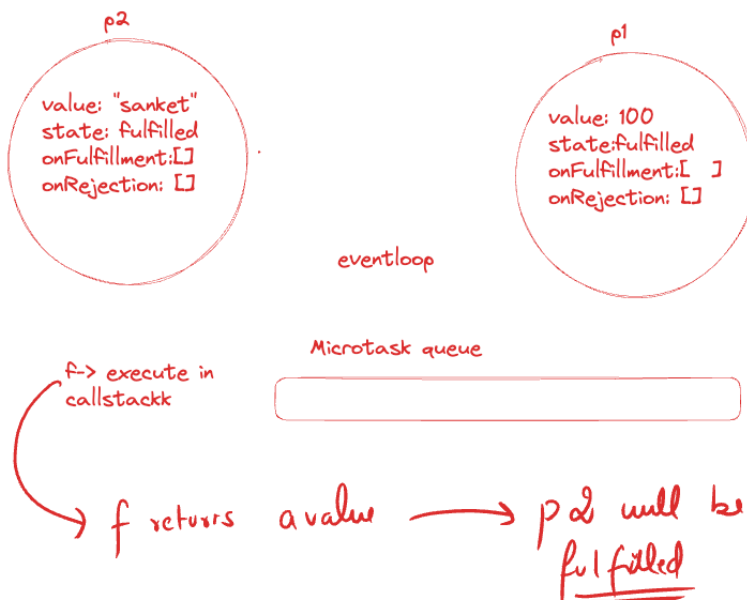 p2
value: "sanket"
state: fulfilled
onFulfillment:[]
onRejection: []
p1
value: 100
state:fulfilled
onFulfillment:[ ]
onRejection: []
eventloop
Microtask queue
f-> execute in
callstackk
f returns a value
p2 will be
fulfilled